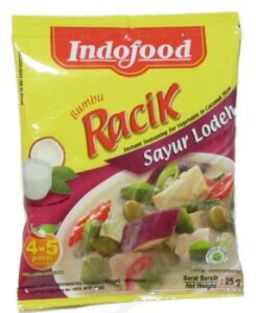 Indofood
Bumbu
Racik
Instant Seasoning for Vegetable in Coconut Stew
Sayur Lodeh
4-5
porsi
Berat Bersih
Net Weight
25 g